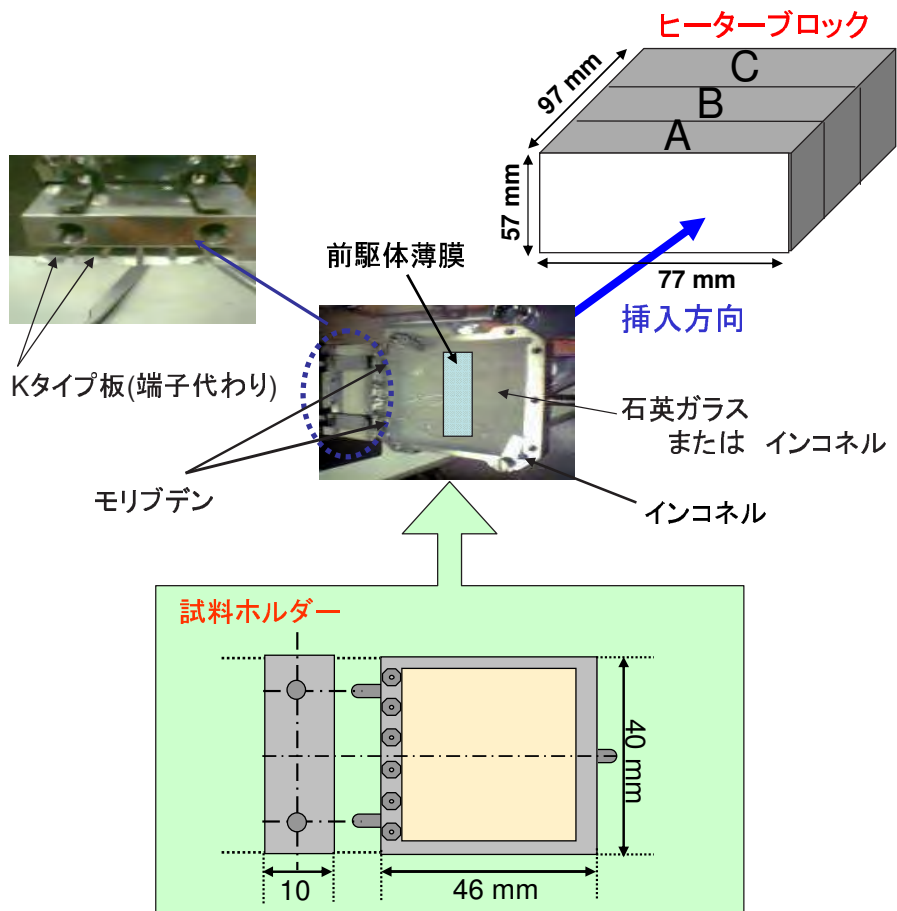 ヒーターブロック
C
B
A
97 mm
57 mm
77 mm
挿入方向
前駆体薄膜
Kタイプ板(端子代わり)
石英ガラス
または インコネル
モリブデン
インコネル
試料ホルダー
40 mm
10
46 mm